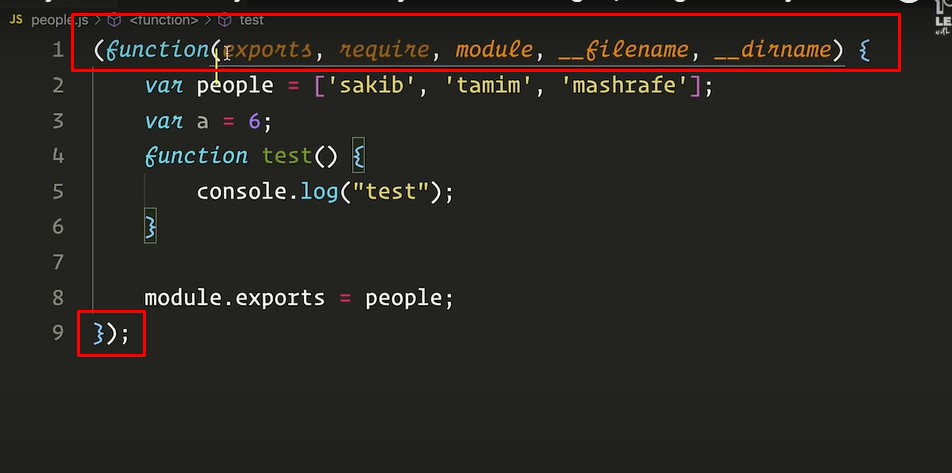 JS people.js > <function> > test
1 (function(exports, require, module, __filename, __dirname) {
2 var people = ['sakib', 'tamim', 'mashrafe'];
3 var a = 6;
4 function test() {
5 console.log("test");
6 }
7
8 module.exports = people;
9 });